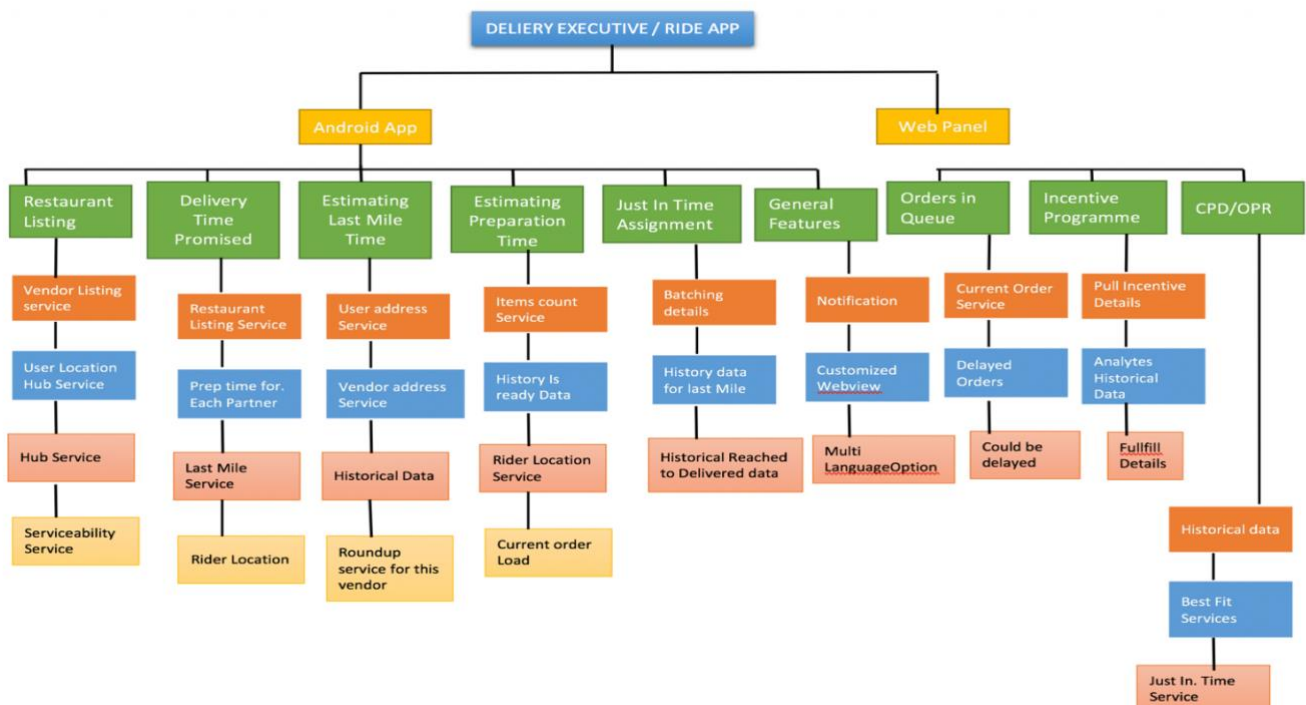 DELIERY EXECUTIVE / RIDE APP
Android App
Web Panel
Restaurant
Listing
Delivery
Time
Promised
Estimating
Last Mile
Time
Estimating
Preparation
Time
Just In Time
Assignment
General
Features
Orders in
Queue
Incentive
Programme
CPD/OPR
Vendor Listing
service
Restaurant
Listing Service
User address
Service
Items count
Service
Batching
details
Notification
Current Order
Service
Pull Incentive
Details
User Location
Hub Service
Prep time for.
Each Partner
Vendor address
Service
History Is
ready Data
History data
for last Mile
Customized
Webview
Delayed
Orders
Analytes
Historical
Data
Hub Service
Last Mile
Service
Historical Data
Rider Location
Service
Historical Reached
to Delivered data
Multi
LanguageOption
Could be
delayed
Fullfill
Details
Serviceability
Service
Rider Location
Roundup
service for this
vendor
Current order
Load
Historical data
Best Fit
Services
Just In. Time
Service